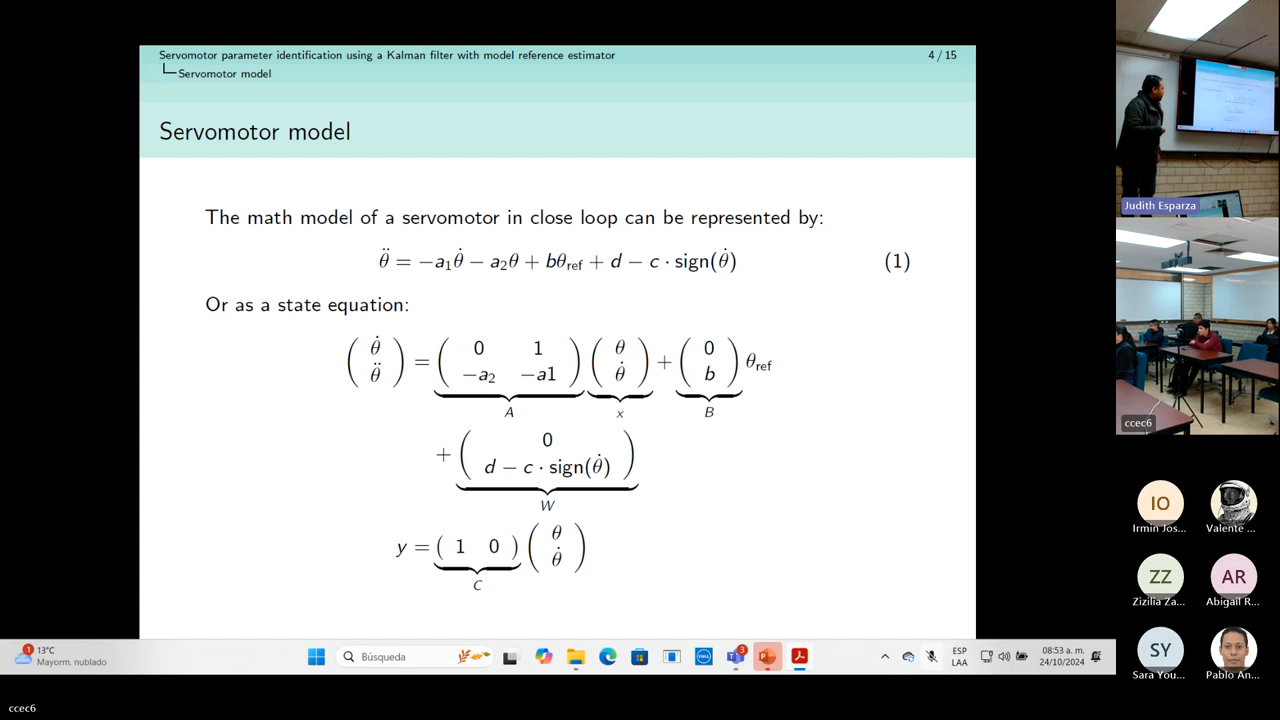 Servomotor parameter identification using a Kalman filter with model reference estimator 4 / 15
Servomotor model
Servomotor model
The math model of a servomotor in close loop can be represented by:
θ̈ = −a₁θ̇ − a₂θ + bθ_ref + d − c · sign(θ̇) (1)
Or as a state equation:
( θ̇ θ̈ ) = ( 0 1 −a₂ −a1 ) ( θ θ̇ ) + ( 0 b ) θ_ref
A x B
+ ( 0 d − c · sign(θ̇) )
W
y = ( 1 0 ) ( θ θ̇ )
C
Judith Esparza
ccec6
IO
Irmin Jos...
Valente ...
ZZ
Zizilia Za...
AR
Abigail R...
SY
Sara You...
Pablo An...
1
13°C
Mayorm. nublado
Búsqueda
DELL
3
ESP
LAA
08:53 a. m.
24/10/2024
ccec6